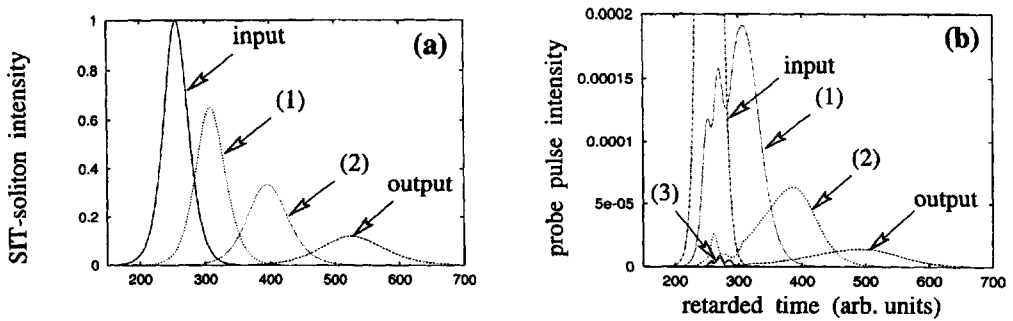 SIT-soliton intensity
1
0.8
0.6
0.4
0.2
0
200
300
400
500
600
700
(a)
input
(1)
(2)
output
probe pulse intensity
0.0002
0.00015
0.0001
5e-05
0
200
300
400
500
600
700
(b)
input
(1)
(2)
(3)
output
retarded time (arb. units)